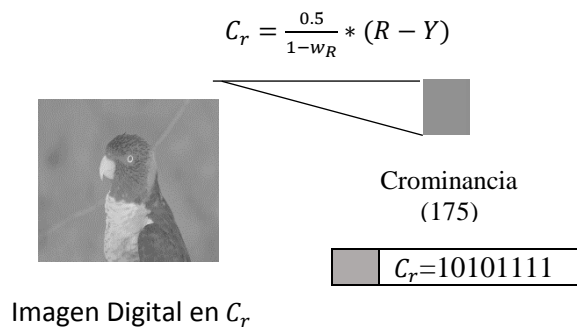 C_r = 0.5 / (1−w_R) * (R − Y)
Crominancia
(175)
C_r=10101111
Imagen Digital en C_r